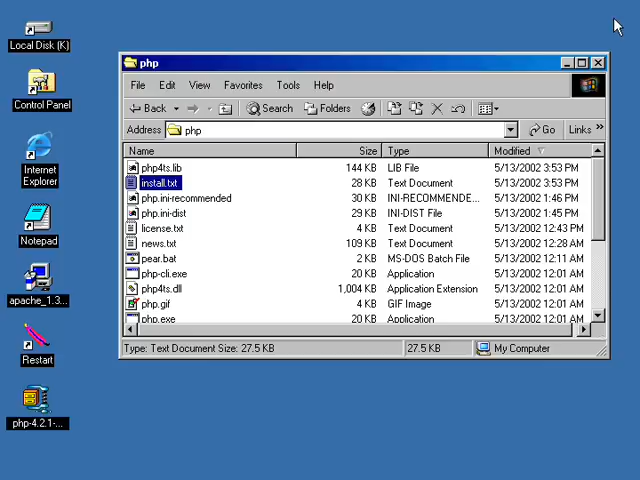 Local Disk (K)
Control Panel
Internet
Explorer
Notepad
apache_1.3...
Restart
php-4.2.1-...
php
File Edit View Favorites Tools Help
Back Search Folders
Address php Go Links »
Name Size Type Modified
php4ts.lib 144 KB LIB File 5/13/2002 3:53 PM
install.txt 28 KB Text Document 5/13/2002 3:53 PM
php.ini-recommended 30 KB INI-RECOMMENDE... 5/13/2002 1:46 PM
php.ini-dist 29 KB INI-DIST File 5/13/2002 1:45 PM
license.txt 4 KB Text Document 5/13/2002 12:43 PM
news.txt 109 KB Text Document 5/13/2002 12:28 AM
pear.bat 2 KB MS-DOS Batch File 5/13/2002 12:11 AM
php-cli.exe 20 KB Application 5/13/2002 12:01 AM
php4ts.dll 1,004 KB Application Extension 5/13/2002 12:01 AM
php.gif 4 KB GIF Image 5/13/2002 12:01 AM
php.exe 20 KB Application 5/13/2002 12:01 AM
Type: Text Document Size: 27.5 KB 27.5 KB My Computer